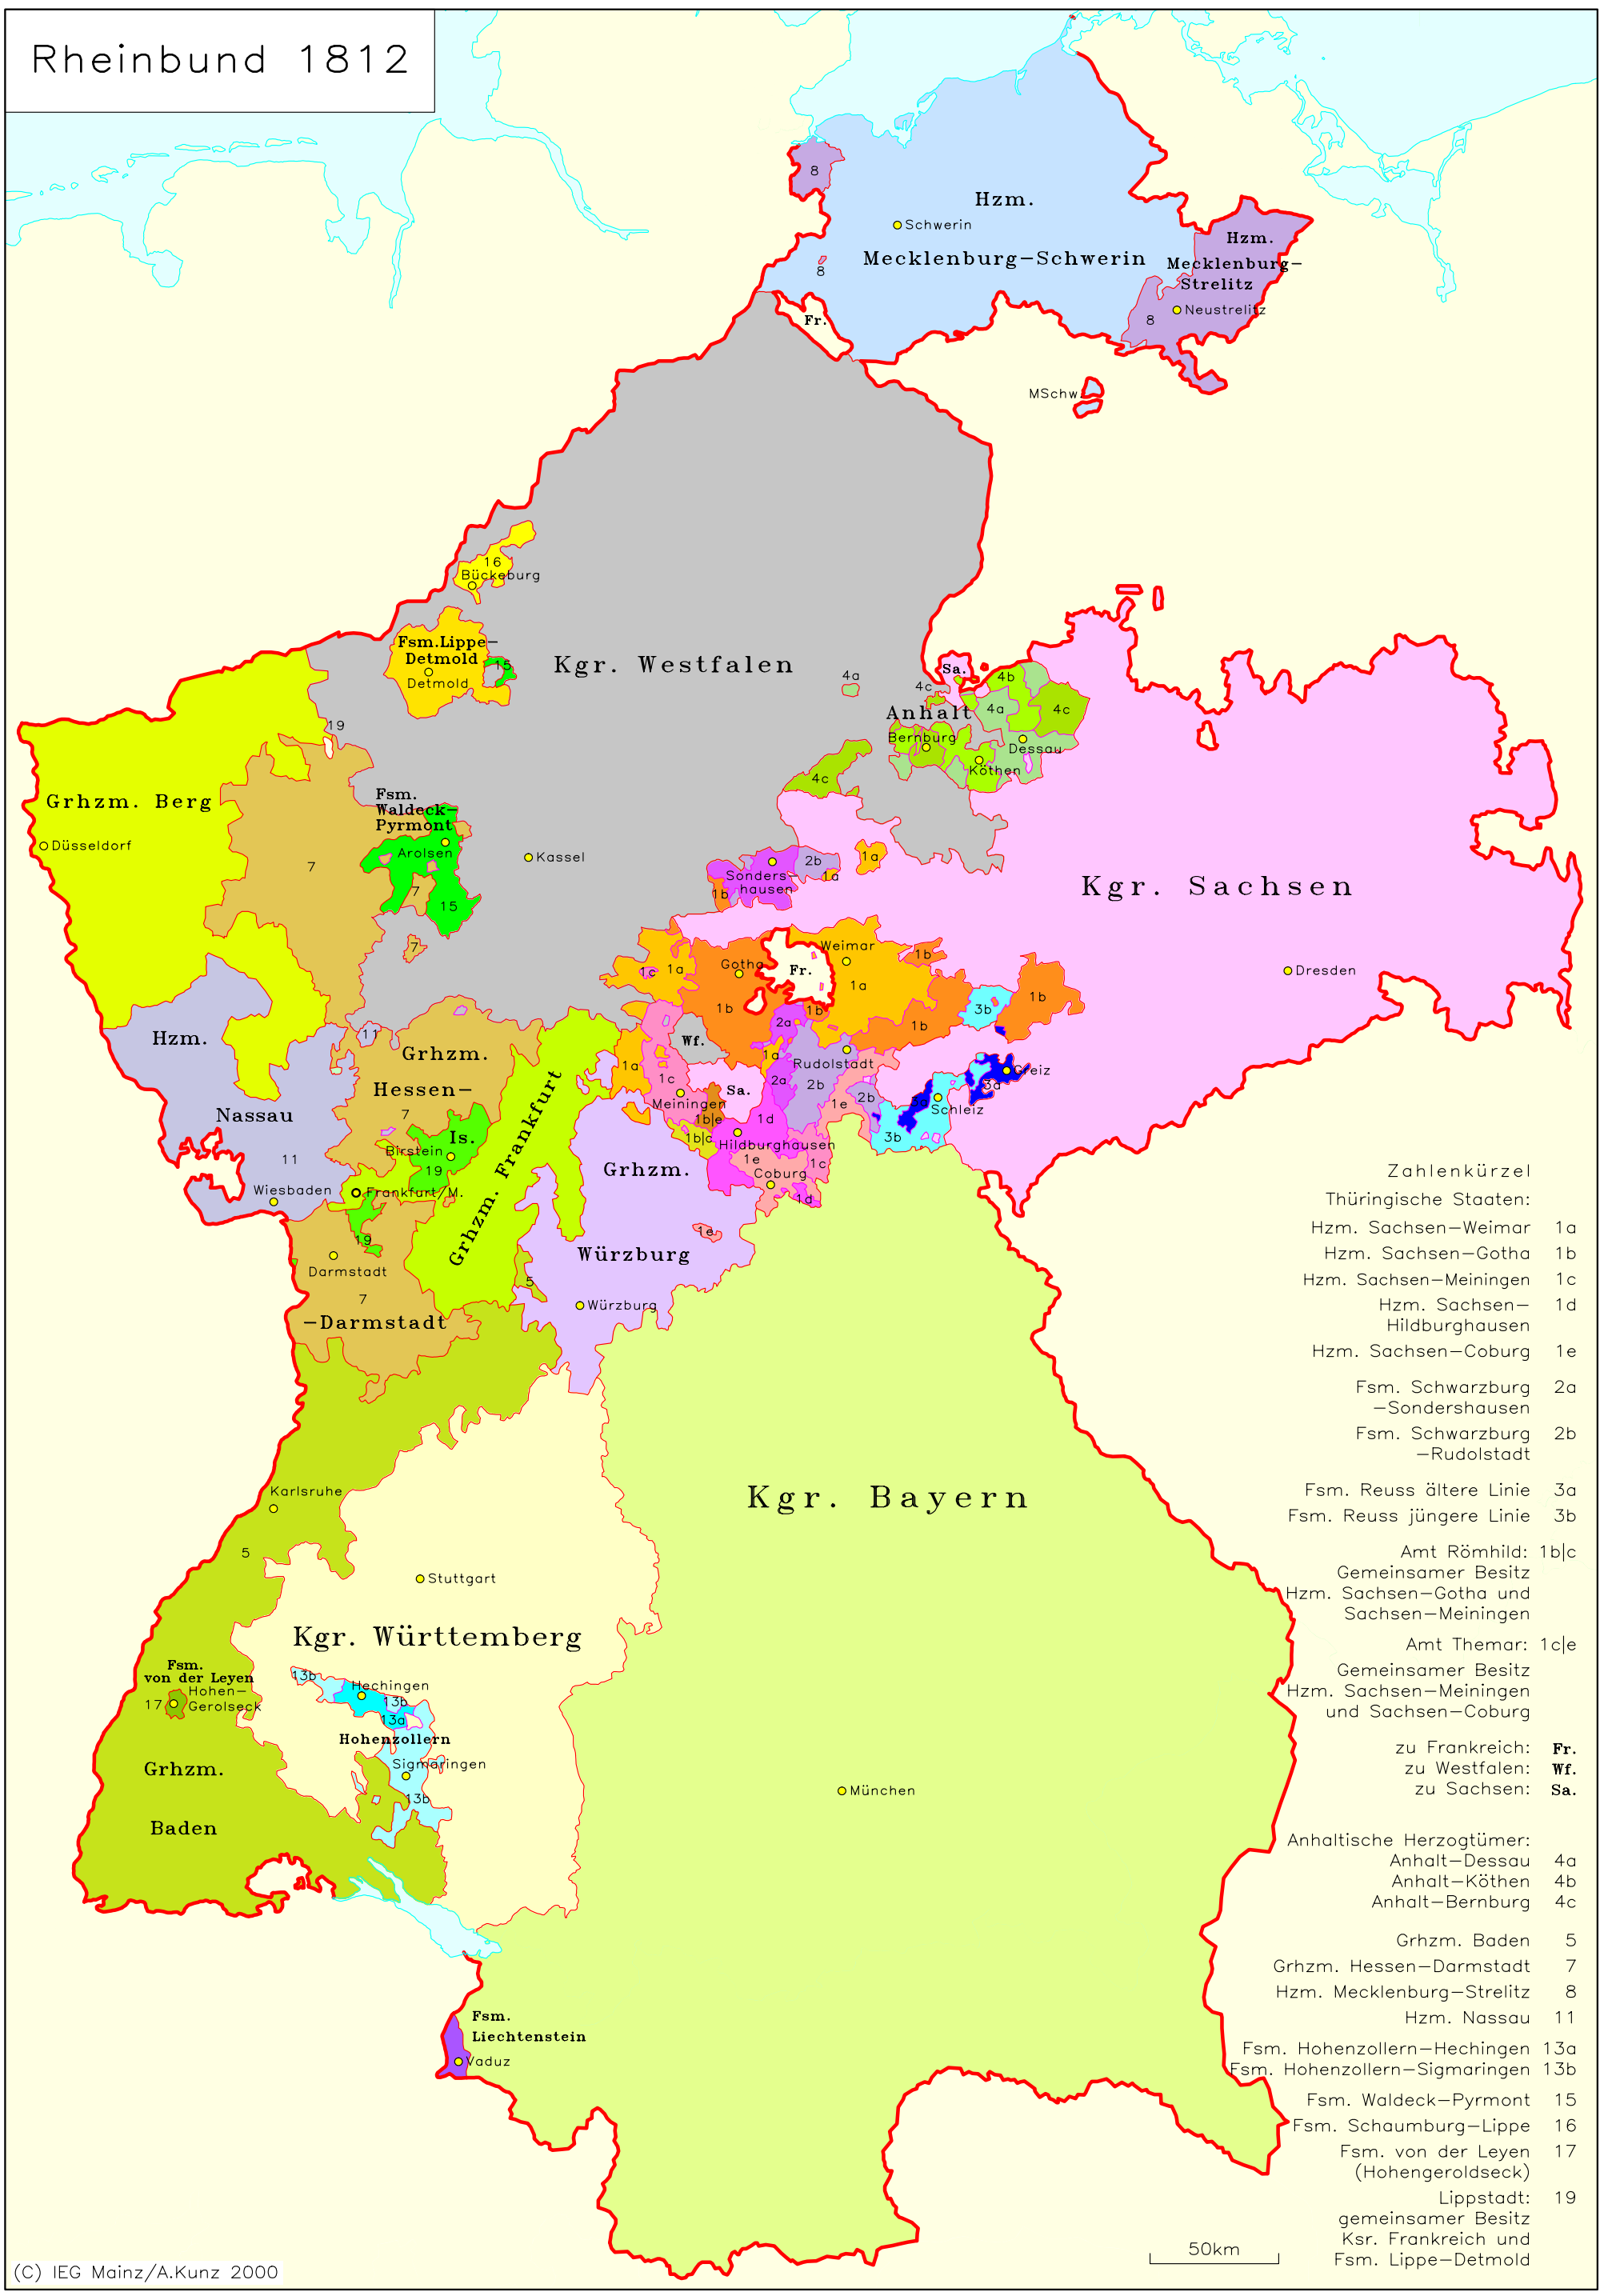 Rheinbund 1812
8
Hzm.
Schwerin
Mecklenburg–Schwerin
8
Hzm.
Mecklenburg–
Strelitz
Neustrelitz
8
Fr.
MSchw.
16
Bückeburg
Fsm.Lippe–
Detmold
Detmold
15
Kgr. Westfalen
4a
4c
Sa.
4b
4a
4c
Anhalt
Bernburg
Dessau
Köthen
4c
19
Grhzm. Berg
Düsseldorf
Fsm.
Waldeck–
Pyrmont
Arolsen
7
7
15
7
Kassel
Sonders–
hausen
2b
1a
1a
1b
Kgr. Sachsen
Dresden
Weimar
1b
Gotha
Fr.
1c
1a
1a
1b
1b
1b
1b
3b
2a
Wf.
1a
Rudolstadt
1a
1c
2a
2b
Sa.
Meiningen
1b|e
1d
1e
2b
Greiz
3a
Schleiz
3b
1b|c
Hildburghausen
1e
1c
Coburg
1d
1e
Hzm.
Nassau
11
11
Wiesbaden
Grhzm.
Hessen–
7
Is.
Birstein
19
Frankfurt/M.
19
Darmstadt
7
–Darmstadt
Grhzm. Frankfurt
Grhzm.
Würzburg
5
Würzburg
Karlsruhe
5
Kgr. Bayern
Stuttgart
Kgr. Württemberg
Fsm.
von der Leyen
Hohen–
17
Gerolseck
13b
Hechingen
13b
13a
Hohenzollern
Sigmaringen
13b
Grhzm.
Baden
München
Fsm.
Liechtenstein
Vaduz
Zahlenkürzel
Thüringische Staaten:
Hzm. Sachsen–Weimar 1a
Hzm. Sachsen–Gotha 1b
Hzm. Sachsen–Meiningen 1c
Hzm. Sachsen– 1d
Hildburghausen
Hzm. Sachsen–Coburg 1e
Fsm. Schwarzburg 2a
–Sondershausen
Fsm. Schwarzburg 2b
–Rudolstadt
Fsm. Reuss ältere Linie 3a
Fsm. Reuss jüngere Linie 3b
Amt Römhild: 1b|c
Gemeinsamer Besitz
Hzm. Sachsen–Gotha und
Sachsen–Meiningen
Amt Themar: 1c|e
Gemeinsamer Besitz
Hzm. Sachsen–Meiningen
und Sachsen–Coburg
zu Frankreich: Fr.
zu Westfalen: Wf.
zu Sachsen: Sa.
Anhaltische Herzogtümer:
Anhalt–Dessau 4a
Anhalt–Köthen 4b
Anhalt–Bernburg 4c
Grhzm. Baden 5
Grhzm. Hessen–Darmstadt 7
Hzm. Mecklenburg–Strelitz 8
Hzm. Nassau 11
Fsm. Hohenzollern–Hechingen 13a
Fsm. Hohenzollern–Sigmaringen 13b
Fsm. Waldeck–Pyrmont 15
Fsm. Schaumburg–Lippe 16
Fsm. von der Leyen 17
(Hohengeroldseck)
Lippstadt: 19
gemeinsamer Besitz
Ksr. Frankreich und
Fsm. Lippe–Detmold
50km
(C) IEG Mainz/A.Kunz 2000